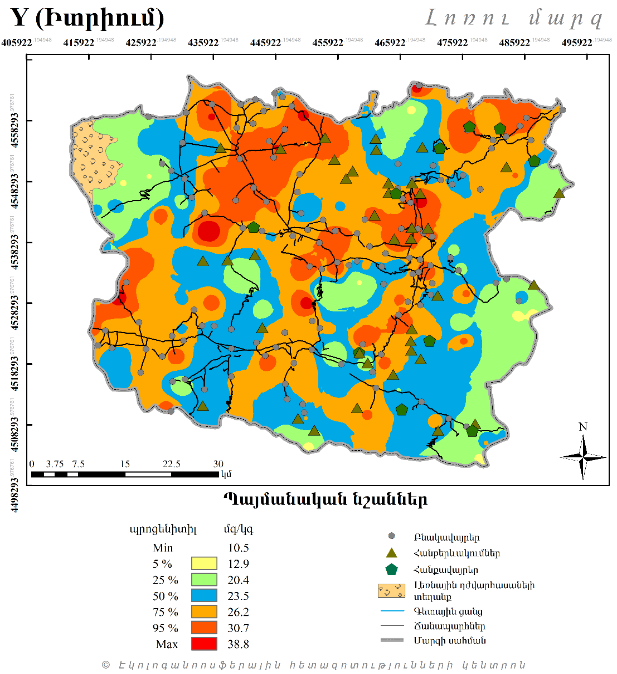 Y (Իտրիում)
Լոռու մարզ
405922 415922 425922 435922 445922 455922 465922 475922 485922 495922
4558293
4548293
4538293
4528293
4518293
4508293
4498293
N
0 3.75 7.5 15 22.5 30
կմ
Պայմանական նշաններ
պրոցենիտիլ մգ/կգ
Min 10.5
5 % 12.9
25 % 20.4
50 % 23.5
75 % 26.2
95 % 30.7
Max 38.8
Բնակավայրեր
Հանքերևակումներ
Հանքավայրեր
Լեռնային դժվարհասանելի
տեղանք
Գետային ցանց
Ճանապարհներ
Մարզի սահման
© Էկոլոգանոոսֆերային հետազոտությունների կենտրոն